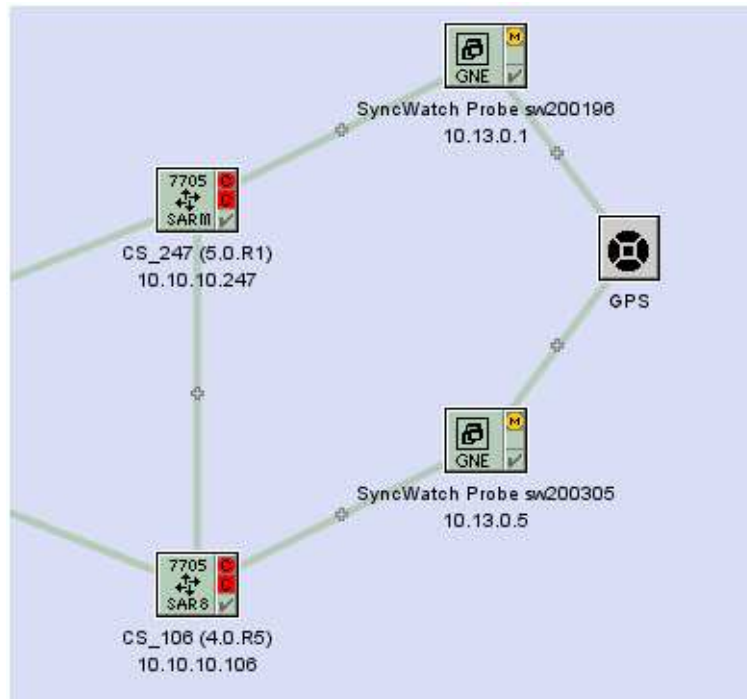 M
GNE
SyncWatch Probe sw200196
10.13.0.1
7705 C
C
SARM
CS_247 (5.0.R1)
10.10.10.247
GPS
M
GNE
SyncWatch Probe sw200305
10.13.0.5
7705 C
C
SAR8
CS_106 (4.0.R5)
10.10.10.106